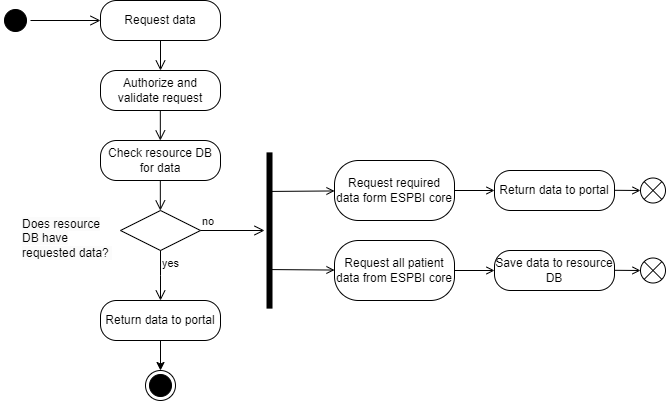 Request data
Authorize and
validate request
Check resource DB
for data
Does resource
DB have
requested data?
no
yes
Return data to portal
Request required
data form ESPBI core
Return data to portal
Request all patient
data from ESPBI core
Save data to resource
DB